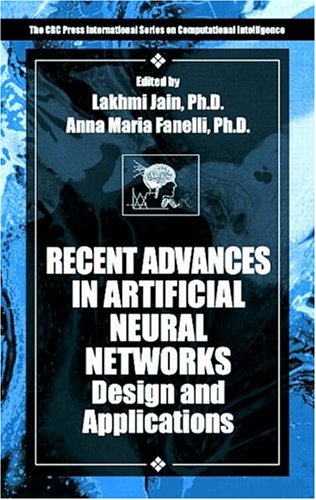 The CRC Press International Series on Computational Intelligence
Edited by
Lakhmi Jain, Ph.D.
Anna Maria Fanelli, Ph.D.
RECENT ADVANCES
IN ARTIFICIAL
NEURAL
NETWORKS
Design and
Applications